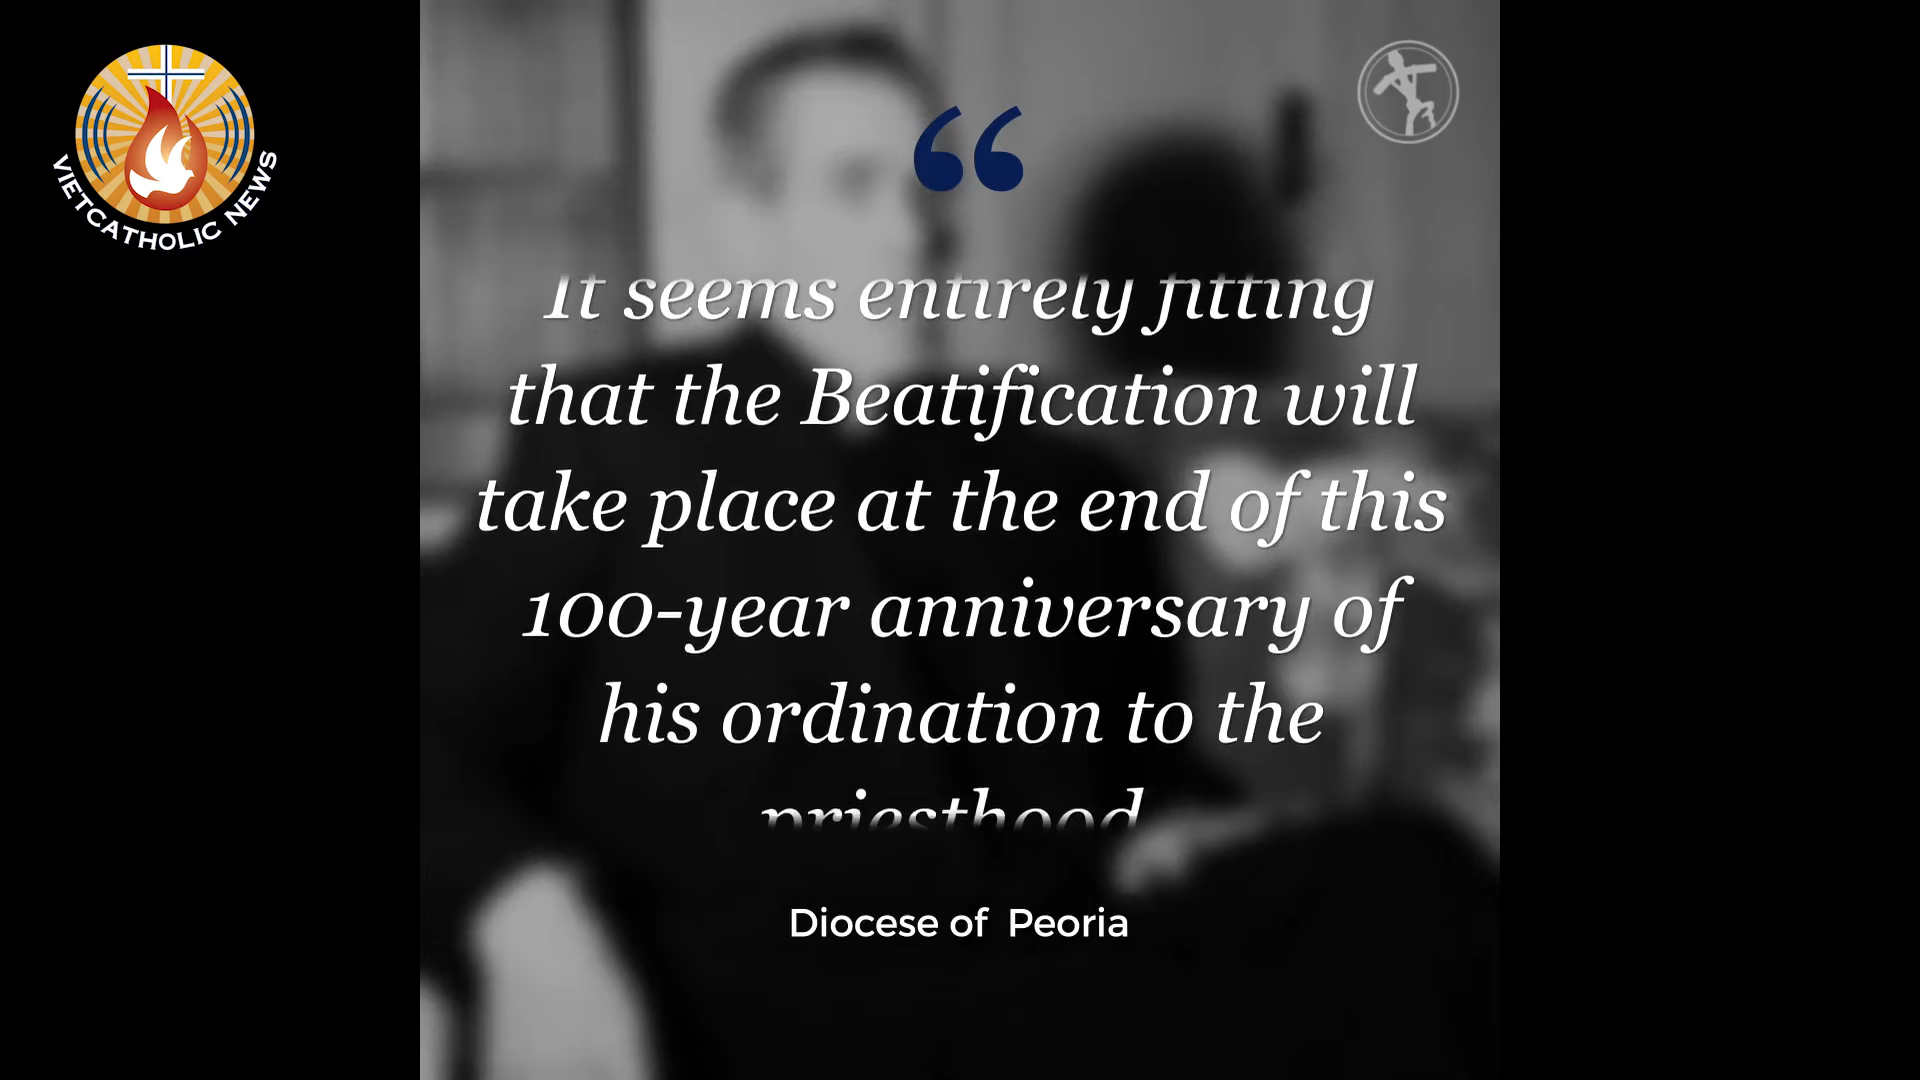 VIETCATHOLIC NEWS
“
It seems entirely fitting
that the Beatification will
take place at the end of this
100-year anniversary of
his ordination to the
priesthood
Diocese of Peoria